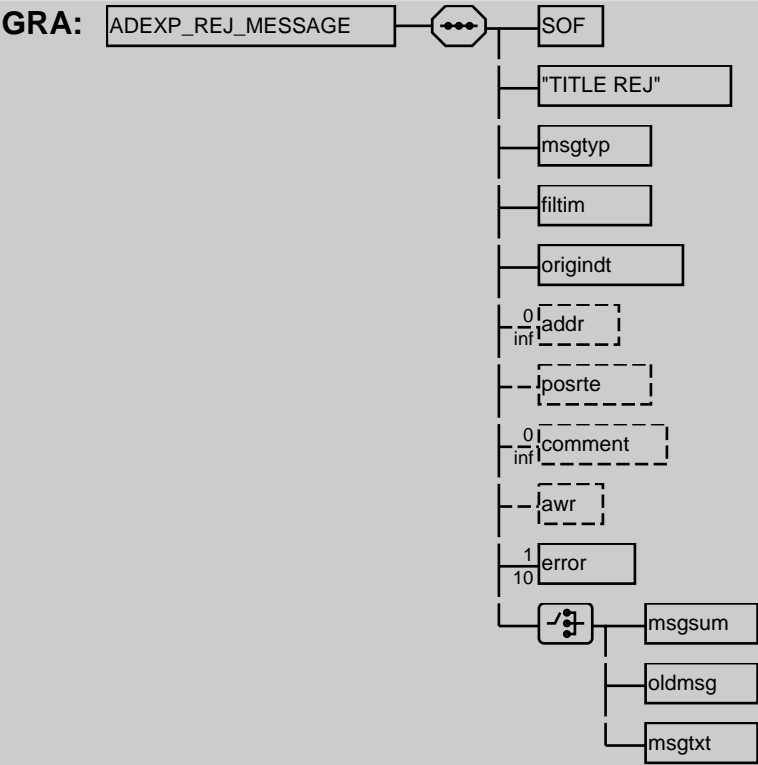 GRA: ADEXP_REJ_MESSAGE SOF
"TITLE REJ"
msgtyp
filtim
origindt
0 inf addr
posrte
0 inf comment
awr
1 10 error
msgsum
oldmsg
msgtxt